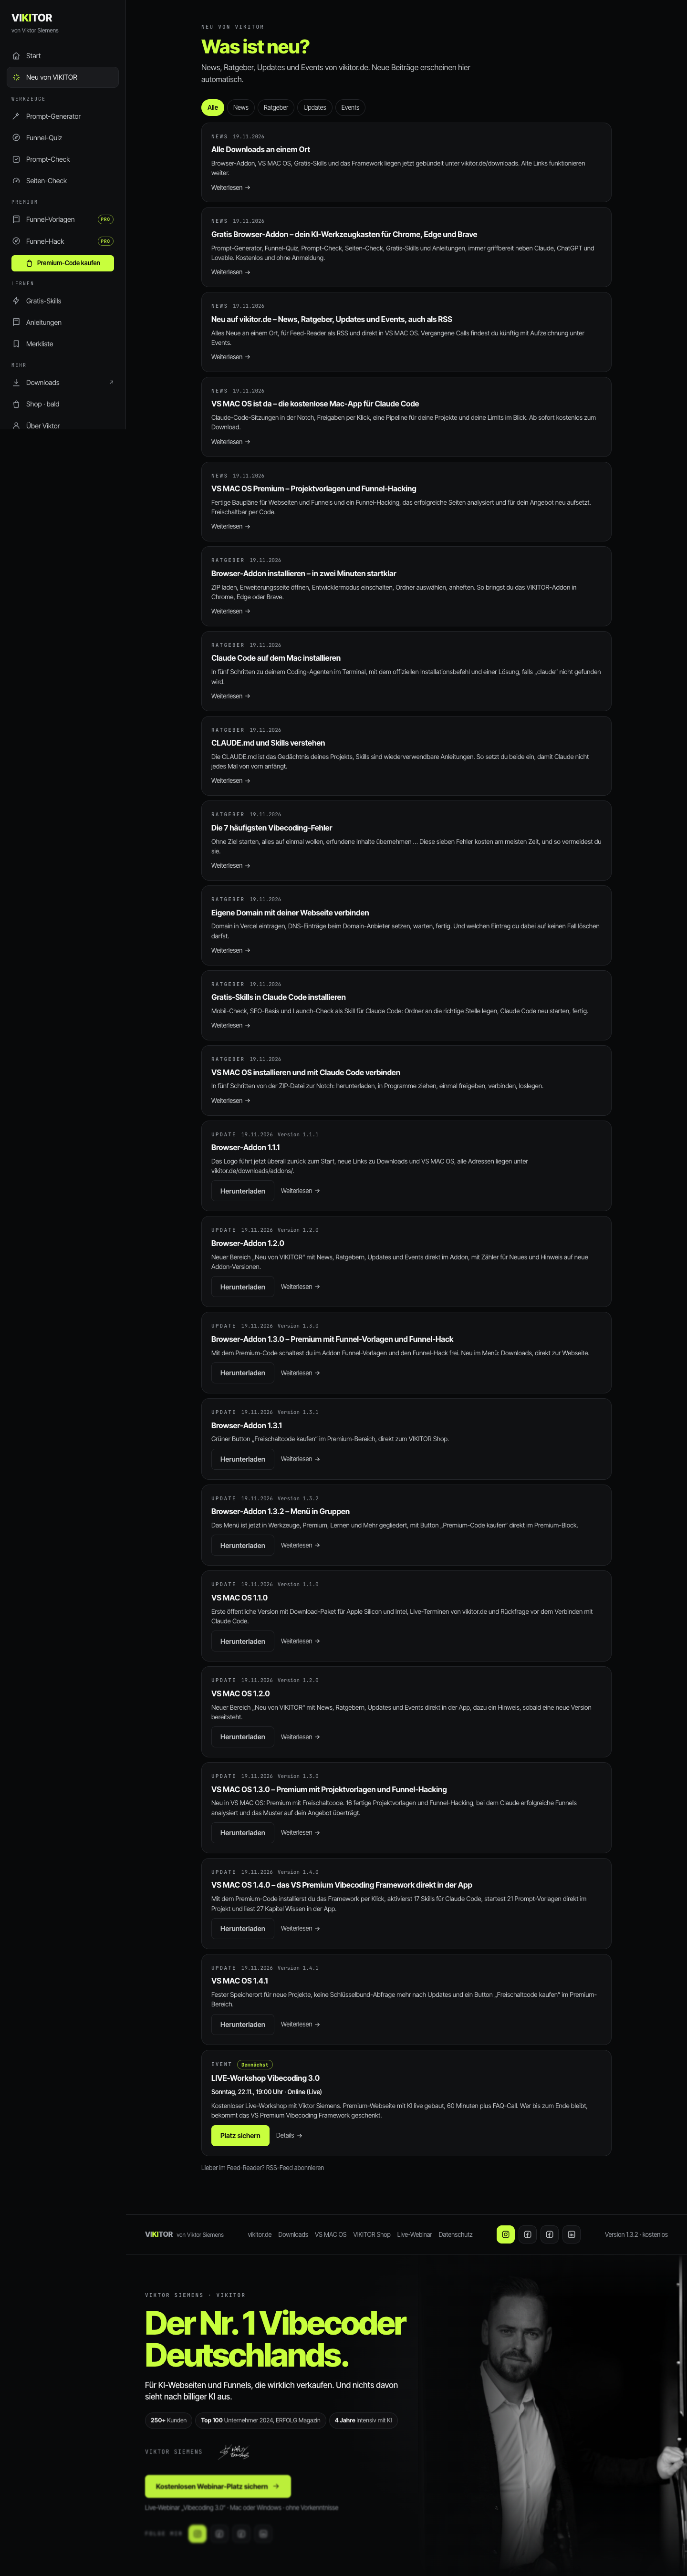 VIKITOR
von Viktor Siemens
Start
Neu von VIKITOR
WERKZEUGE
Prompt-Generator
Funnel-Quiz
Prompt-Check
Seiten-Check
PREMIUM
Funnel-Vorlagen PRO
Funnel-Hack PRO
Premium-Code kaufen
LERNEN
Gratis-Skills
Anleitungen
Merkliste
MEHR
Downloads
Shop · bald
Über Viktor
NEU VON VIKITOR
Was ist neu?
News, Ratgeber, Updates und Events von vikitor.de. Neue Beiträge erscheinen hier
automatisch.
Alle News Ratgeber Updates Events
NEWS 19.11.2026
Alle Downloads an einem Ort
Browser-Addon, VS MAC OS, Gratis-Skills und das Framework liegen jetzt gebündelt unter vikitor.de/downloads. Alte Links funktionieren
weiter.
Weiterlesen →
NEWS 19.11.2026
Gratis Browser-Addon – dein KI-Werkzeugkasten für Chrome, Edge und Brave
Prompt-Generator, Funnel-Quiz, Prompt-Check, Seiten-Check, Gratis-Skills und Anleitungen, immer griffbereit neben Claude, ChatGPT und
Lovable. Kostenlos und ohne Anmeldung.
Weiterlesen →
NEWS 19.11.2026
Neu auf vikitor.de – News, Ratgeber, Updates und Events, auch als RSS
Alles Neue an einem Ort, für Feed-Reader als RSS und direkt in VS MAC OS. Vergangene Calls findest du künftig mit Aufzeichnung unter
Events.
Weiterlesen →
NEWS 19.11.2026
VS MAC OS ist da – die kostenlose Mac-App für Claude Code
Claude-Code-Sitzungen in der Notch, Freigaben per Klick, eine Pipeline für deine Projekte und deine Limits im Blick. Ab sofort kostenlos zum
Download.
Weiterlesen →
NEWS 19.11.2026
VS MAC OS Premium – Projektvorlagen und Funnel-Hacking
Fertige Baupläne für Webseiten und Funnels und ein Funnel-Hacking, das erfolgreiche Seiten analysiert und für dein Angebot neu aufsetzt.
Freischaltbar per Code.
Weiterlesen →
RATGEBER 19.11.2026
Browser-Addon installieren – in zwei Minuten startklar
ZIP laden, Erweiterungsseite öffnen, Entwicklermodus einschalten, Ordner auswählen, anheften. So bringst du das VIKITOR-Addon in
Chrome, Edge oder Brave.
Weiterlesen →
RATGEBER 19.11.2026
Claude Code auf dem Mac installieren
In fünf Schritten zu deinem Coding-Agenten im Terminal, mit dem offiziellen Installationsbefehl und einer Lösung, falls „claude" nicht gefunden
wird.
Weiterlesen →
RATGEBER 19.11.2026
CLAUDE.md und Skills verstehen
Die CLAUDE.md ist das Gedächtnis deines Projekts, Skills sind wiederverwendbare Anleitungen. So setzt du beide ein, damit Claude nicht
jedes Mal von vorn anfängt.
Weiterlesen →
RATGEBER 19.11.2026
Die 7 häufigsten Vibecoding-Fehler
Ohne Ziel starten, alles auf einmal wollen, erfundene Inhalte übernehmen … Diese sieben Fehler kosten am meisten Zeit, und so vermeidest du
sie.
Weiterlesen →
RATGEBER 19.11.2026
Eigene Domain mit deiner Webseite verbinden
Domain in Vercel eintragen, DNS-Einträge beim Domain-Anbieter setzen, warten, fertig. Und welchen Eintrag du dabei auf keinen Fall löschen
darfst.
Weiterlesen →
RATGEBER 19.11.2026
Gratis-Skills in Claude Code installieren
Mobil-Check, SEO-Basis und Launch-Check als Skill für Claude Code: Ordner an die richtige Stelle legen, Claude Code neu starten, fertig.
Weiterlesen →
RATGEBER 19.11.2026
VS MAC OS installieren und mit Claude Code verbinden
In fünf Schritten von der ZIP-Datei zur Notch: herunterladen, in Programme ziehen, einmal freigeben, verbinden, loslegen.
Weiterlesen →
UPDATE 19.11.2026 Version 1.1.1
Browser-Addon 1.1.1
Das Logo führt jetzt überall zurück zum Start, neue Links zu Downloads und VS MAC OS, alle Adressen liegen unter
vikitor.de/downloads/addons/.
Herunterladen Weiterlesen →
UPDATE 19.11.2026 Version 1.2.0
Browser-Addon 1.2.0
Neuer Bereich „Neu von VIKITOR" mit News, Ratgebern, Updates und Events direkt im Addon, mit Zähler für Neues und Hinweis auf neue
Addon-Versionen.
Herunterladen Weiterlesen →
UPDATE 19.11.2026 Version 1.3.0
Browser-Addon 1.3.0 – Premium mit Funnel-Vorlagen und Funnel-Hack
Mit dem Premium-Code schaltest du im Addon Funnel-Vorlagen und den Funnel-Hack frei. Neu im Menü: Downloads, direkt zur Webseite.
Herunterladen Weiterlesen →
UPDATE 19.11.2026 Version 1.3.1
Browser-Addon 1.3.1
Grüner Button „Freischaltcode kaufen" im Premium-Bereich, direkt zum VIKITOR Shop.
Herunterladen Weiterlesen →
UPDATE 19.11.2026 Version 1.3.2
Browser-Addon 1.3.2 – Menü in Gruppen
Das Menü ist jetzt in Werkzeuge, Premium, Lernen und Mehr gegliedert, mit Button „Premium-Code kaufen" direkt im Premium-Block.
Herunterladen Weiterlesen →
UPDATE 19.11.2026 Version 1.1.0
VS MAC OS 1.1.0
Erste öffentliche Version mit Download-Paket für Apple Silicon und Intel, Live-Terminen von vikitor.de und Rückfrage vor dem Verbinden mit
Claude Code.
Herunterladen Weiterlesen →
UPDATE 19.11.2026 Version 1.2.0
VS MAC OS 1.2.0
Neuer Bereich „Neu von VIKITOR" mit News, Ratgebern, Updates und Events direkt in der App, dazu ein Hinweis, sobald eine neue Version
bereitsteht.
Herunterladen Weiterlesen →
UPDATE 19.11.2026 Version 1.3.0
VS MAC OS 1.3.0 – Premium mit Projektvorlagen und Funnel-Hacking
Neu in VS MAC OS: Premium mit Freischaltcode. 16 fertige Projektvorlagen und Funnel-Hacking, bei dem Claude erfolgreiche Funnels
analysiert und das Muster auf dein Angebot überträgt.
Herunterladen Weiterlesen →
UPDATE 19.11.2026 Version 1.4.0
VS MAC OS 1.4.0 – das VS Premium Vibecoding Framework direkt in der App
Mit dem Premium-Code installierst du das Framework per Klick, aktivierst 17 Skills für Claude Code, startest 21 Prompt-Vorlagen direkt im
Projekt und liest 27 Kapitel Wissen in der App.
Herunterladen Weiterlesen →
UPDATE 19.11.2026 Version 1.4.1
VS MAC OS 1.4.1
Fester Speicherort für neue Projekte, keine Schlüsselbund-Abfrage mehr nach Updates und ein Button „Freischaltcode kaufen" im Premium-
Bereich.
Herunterladen Weiterlesen →
EVENT Demnächst
LIVE-Workshop Vibecoding 3.0
Sonntag, 22.11., 19:00 Uhr · Online (Live)
Kostenloser Live-Workshop mit Viktor Siemens. Premium-Webseite mit KI live gebaut, 60 Minuten plus FAQ-Call. Wer bis zum Ende bleibt,
bekommt das VS Premium Vibecoding Framework geschenkt.
Platz sichern Details →
Lieber im Feed-Reader? RSS-Feed abonnieren
VIKITOR von Viktor Siemens vikitor.de Downloads VS MAC OS VIKITOR Shop Live-Webinar Datenschutz Version 1.3.2 · kostenlos
VIKTOR SIEMENS · VIKITOR
Der Nr. 1 Vibecoder
Deutschlands.
Für KI-Webseiten und Funnels, die wirklich verkaufen. Und nichts davon
sieht nach billiger KI aus.
250+ Kunden Top 100 Unternehmer 2024, ERFOLG Magazin 4 Jahre intensiv mit KI
VIKTOR SIEMENS
Kostenlosen Webinar-Platz sichern →
Live-Webinar „Vibecoding 3.0" · Mac oder Windows · ohne Vorkenntnisse
FOLGE MIR